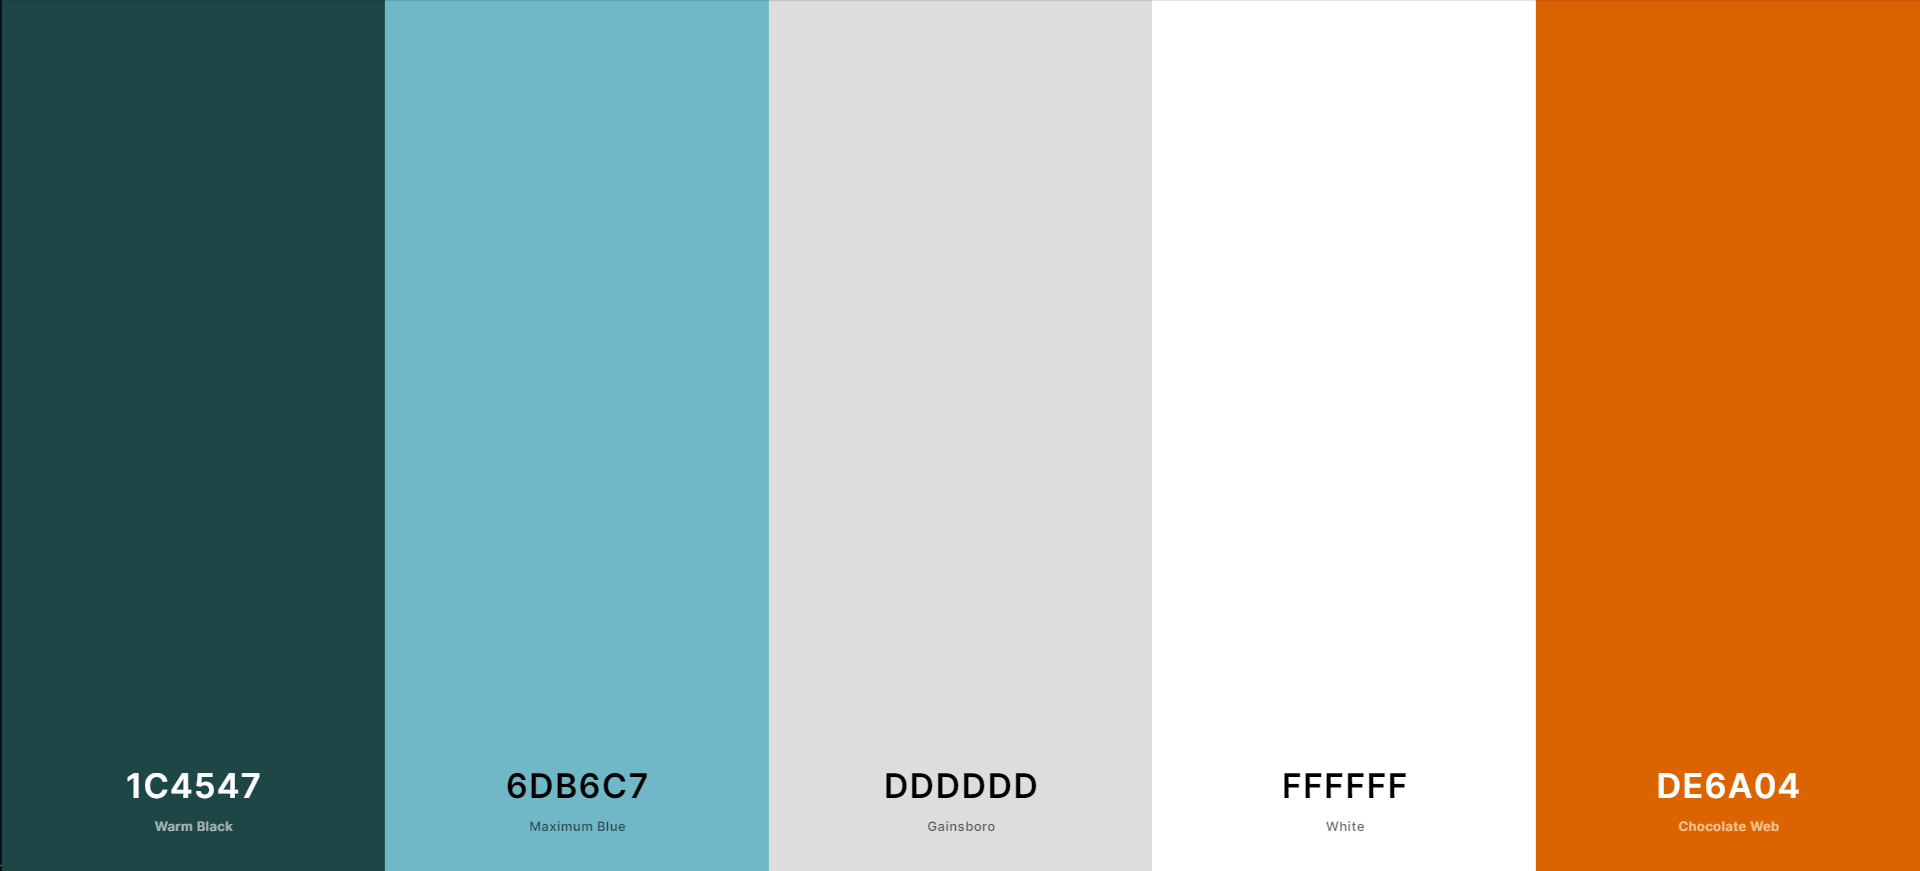 1C4547
Warm Black
6DB6C7
Maximum Blue
DDDDDD
Gainsboro
FFFFFF
White
DE6A04
Chocolate Web